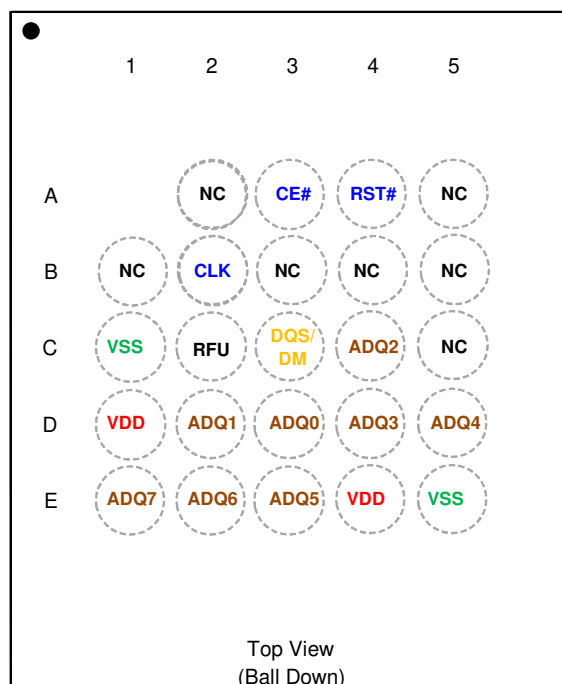 1 2 3 4 5
A NC CE# RST# NC
B NC CLK NC NC NC
C VSS RFU DQS/ DM ADQ2 NC
D VDD ADQ1 ADQ0 ADQ3 ADQ4
E ADQ7 ADQ6 ADQ5 VDD VSS
Top View
(Ball Down)